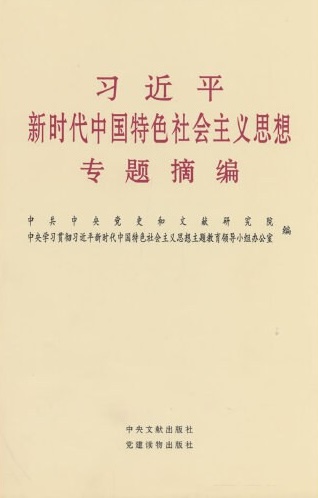 习近平
新时代中国特色社会主义思想
专题摘编
中共中央党史和文献研究院
中央学习贯彻习近平新时代中国特色社会主义思想主题教育领导小组办公室
编
中央文献出版社
党建读物出版社